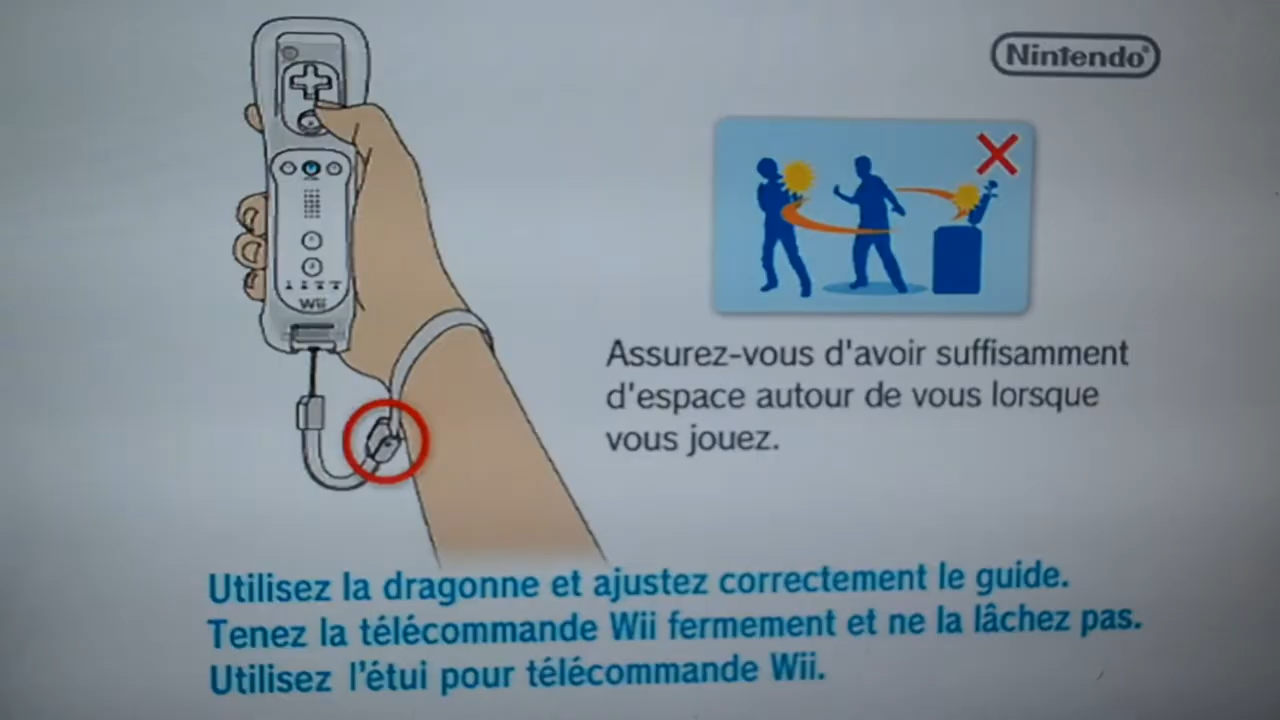 Nintendo®
Wii
Assurez-vous d'avoir suffisamment
d'espace autour de vous lorsque
vous jouez.
Utilisez la dragonne et ajustez correctement le guide.
Tenez la télécommande Wii fermement et ne la lâchez pas.
Utilisez l'étui pour télécommande Wii.